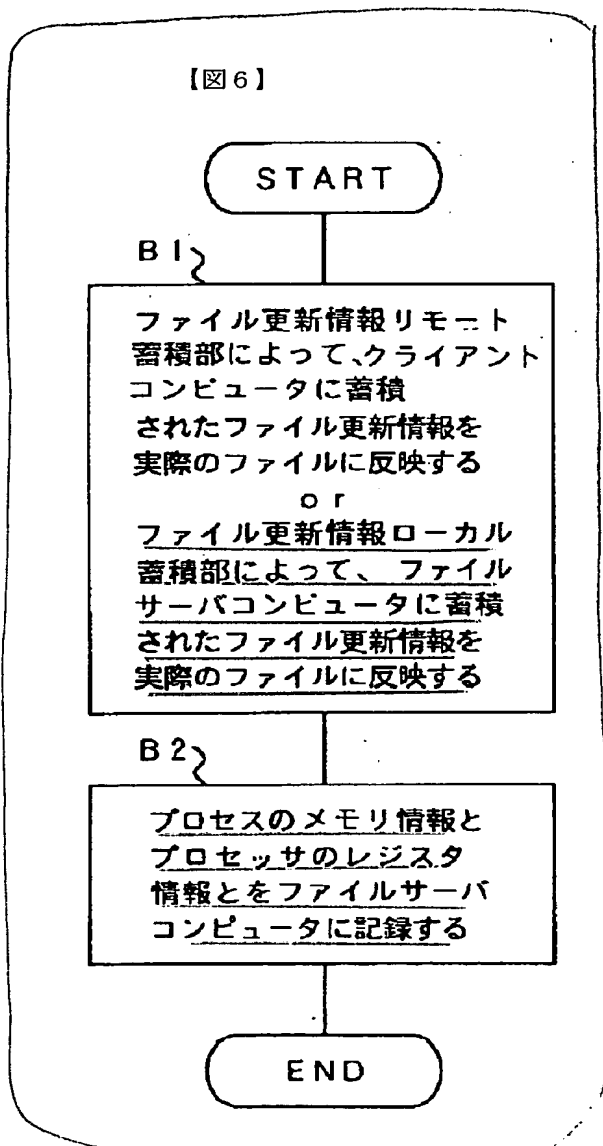 【図6】
START
B1
ファイル更新情報リモート
蓄積部によって、クライアント
コンピュータに蓄積
されたファイル更新情報を
実際のファイルに反映する
or
ファイル更新情報ローカル
蓄積部によって、ファイル
サーバコンピュータに蓄積
されたファイル更新情報を
実際のファイルに反映する
B2
プロセスのメモリ情報と
プロセッサのレジスタ
情報とをファイルサーバ
コンピュータに記録する
END